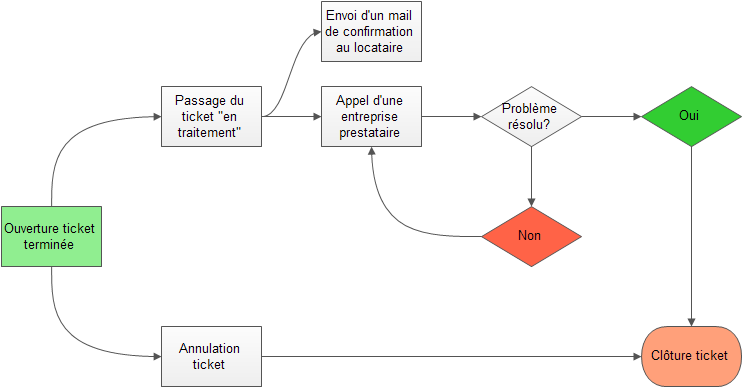 Envoi d'un mail
de confirmation
au locataire
Passage du
ticket "en
traitement"
Appel d'une
entreprise
prestataire
Problème
résolu?
Oui
Ouverture ticket
terminée
Non
Annulation
ticket
Clôture ticket